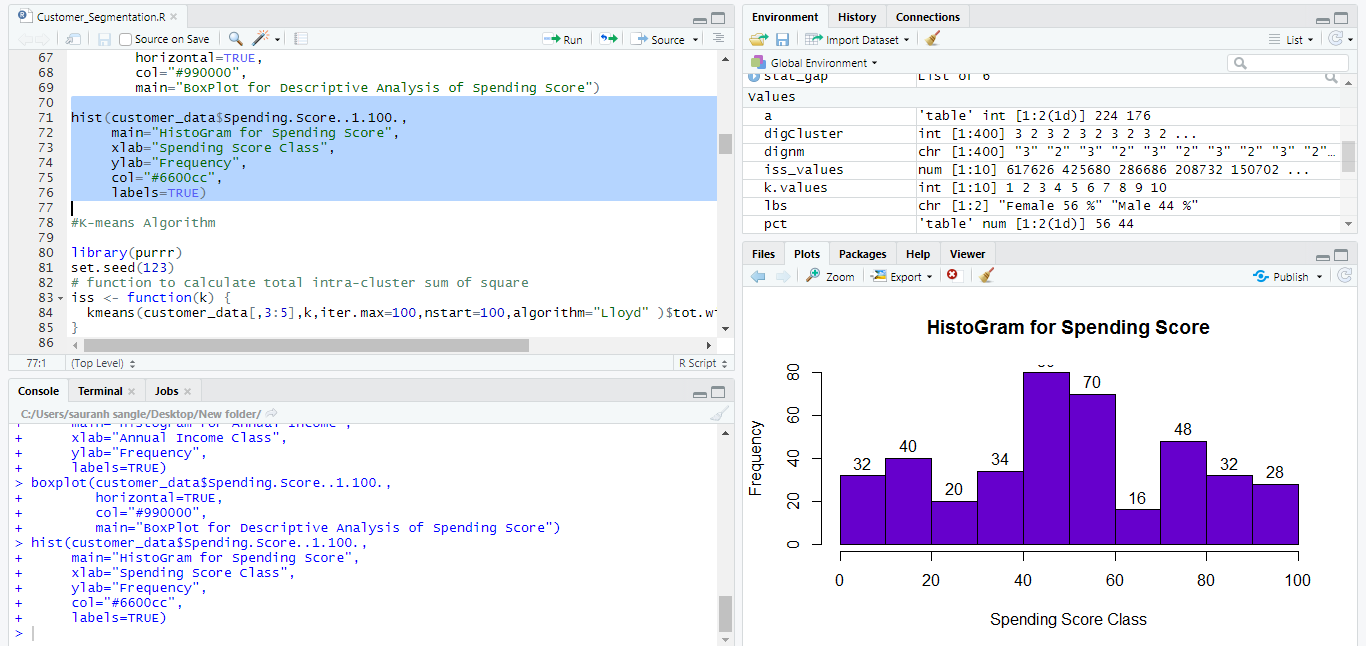 Customer_Segmentation.R
Source on Save
Run
Source
67 horizontal=TRUE,
68 col="#990000",
69 main="BoxPlot for Descriptive Analysis of Spending Score")
70
71 hist(customer_data$Spending.Score..1.100.,
72 main="HistoGram for Spending Score",
73 xlab="Spending Score Class",
74 ylab="Frequency",
75 col="#6600cc",
76 labels=TRUE)
77
78 #K-means Algorithm
79
80 library(purrr)
81 set.seed(123)
82 # function to calculate total intra-cluster sum of square
83 iss <- function(k) {
84 kmeans(customer_data[,3:5],k,iter.max=100,nstart=100,algorithm="Lloyd" )$tot.w
85 }
86
77:1 (Top Level) R Script
Console Terminal Jobs
C:/Users/sauranh sangle/Desktop/New folder/
+ main="HistoGram for Annual Income",
+ xlab="Annual Income Class",
+ ylab="Frequency",
+ labels=TRUE)
> boxplot(customer_data$Spending.Score..1.100.,
+ horizontal=TRUE,
+ col="#990000",
+ main="BoxPlot for Descriptive Analysis of Spending Score")
> hist(customer_data$Spending.Score..1.100.,
+ main="HistoGram for Spending Score",
+ xlab="Spending Score Class",
+ ylab="Frequency",
+ col="#6600cc",
+ labels=TRUE)
>
Environment History Connections
Import Dataset List
Global Environment
stat_gap List of 6
Values
a 'table' int [1:2(1d)] 224 176
digCluster int [1:400] 3 2 3 2 3 2 3 2 3 2 ...
dignm chr [1:400] "3" "2" "3" "2" "3" "2" "3" "2" "3" "2"…
iss_values num [1:10] 617626 425680 286686 208732 150702 ...
k.values int [1:10] 1 2 3 4 5 6 7 8 9 10
lbs chr [1:2] "Female 56 %" "Male 44 %"
pct 'table' num [1:2(1d)] 56 44
Files Plots Packages Help Viewer
Zoom Export Publish
HistoGram for Spending Score
Frequency
80
60
40
20
0
32 40 20 34 70 16 48 32 28
0 20 40 60 80 100
Spending Score Class